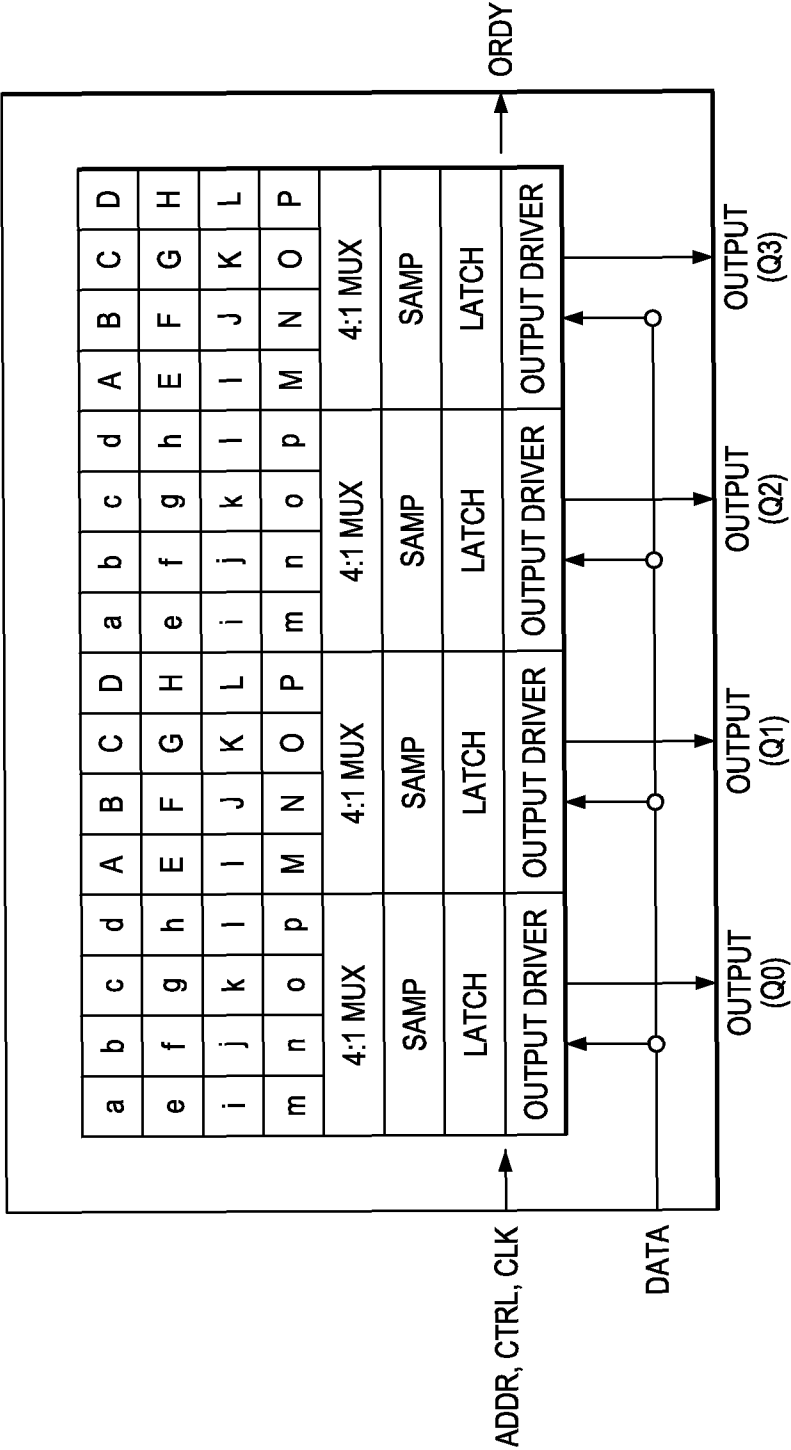 a b c d A B C D a b c d A B C D
e f g h E F G H e f g h E F G H
i j k l I J K L i j k l I J K L
m n o p M N O P m n o p M N O P
4:1 MUX 4:1 MUX 4:1 MUX 4:1 MUX
SAMP SAMP SAMP SAMP
LATCH LATCH LATCH LATCH
ADDR, CTRL, CLK
ORDY
OUTPUT DRIVER OUTPUT DRIVER OUTPUT DRIVER OUTPUT DRIVER
DATA
OUTPUT
(Q0)
OUTPUT
(Q1)
OUTPUT
(Q2)
OUTPUT
(Q3)